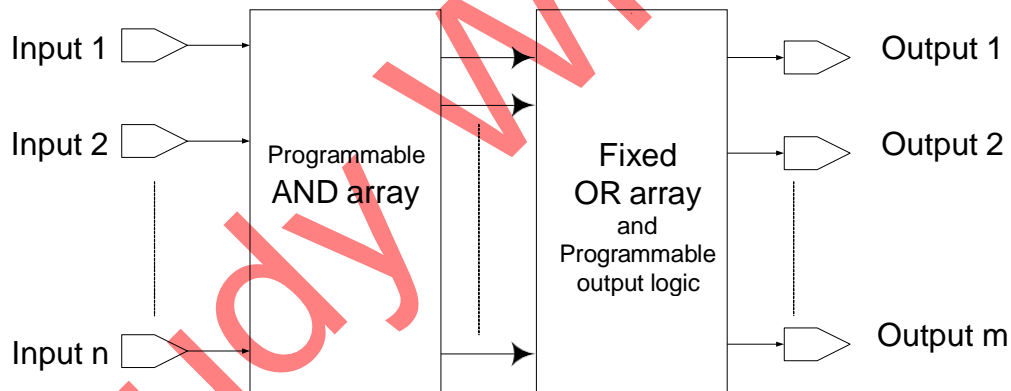 Input 1
Input 2
Input n
Programmable
AND array
Fixed
OR array
and
Programmable
output logic
Output 1
Output 2
Output m
udy W